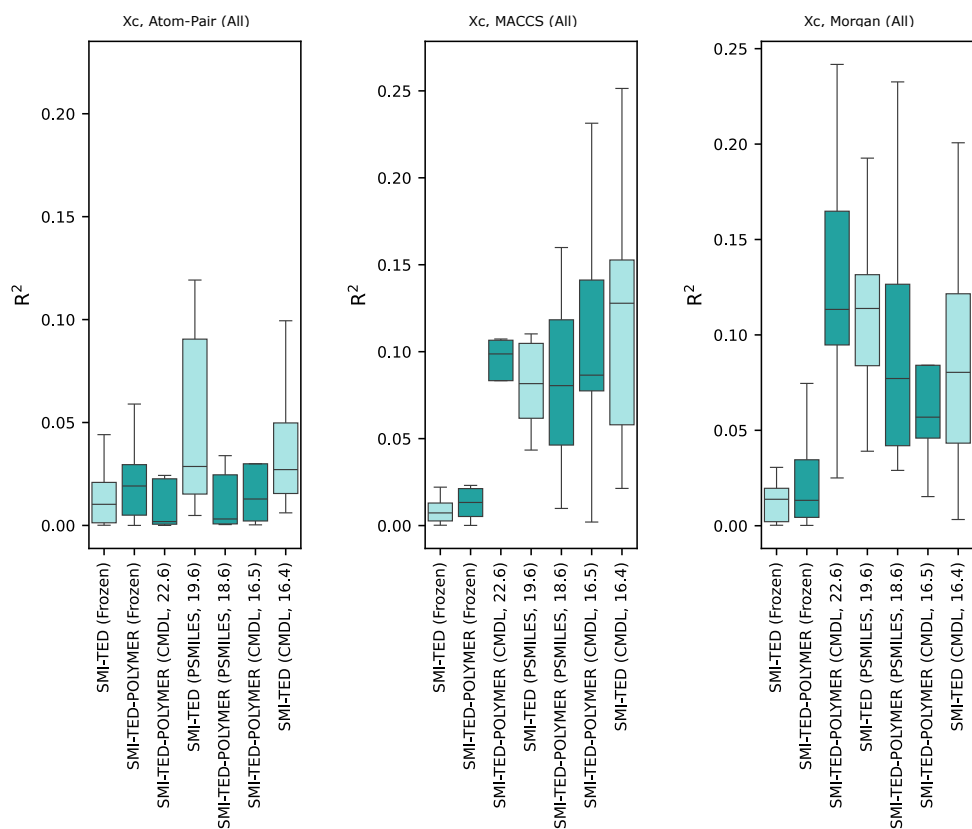 Xc, Atom-Pair (All)
R²
0.20
0.15
0.10
0.05
0.00
SMI-TED (Frozen)
SMI-TED-POLYMER (Frozen)
SMI-TED-POLYMER (CMDL, 22.6)
SMI-TED (PSMILES, 19.6)
SMI-TED-POLYMER (PSMILES, 18.6)
SMI-TED-POLYMER (CMDL, 16.5)
SMI-TED (CMDL, 16.4)
Xc, MACCS (All)
R²
0.25
0.20
0.15
0.10
0.05
0.00
SMI-TED (Frozen)
SMI-TED-POLYMER (Frozen)
SMI-TED-POLYMER (CMDL, 22.6)
SMI-TED (PSMILES, 19.6)
SMI-TED-POLYMER (PSMILES, 18.6)
SMI-TED-POLYMER (CMDL, 16.5)
SMI-TED (CMDL, 16.4)
Xc, Morgan (All)
R²
0.25
0.20
0.15
0.10
0.05
0.00
SMI-TED (Frozen)
SMI-TED-POLYMER (Frozen)
SMI-TED-POLYMER (CMDL, 22.6)
SMI-TED (PSMILES, 19.6)
SMI-TED-POLYMER (PSMILES, 18.6)
SMI-TED-POLYMER (CMDL, 16.5)
SMI-TED (CMDL, 16.4)